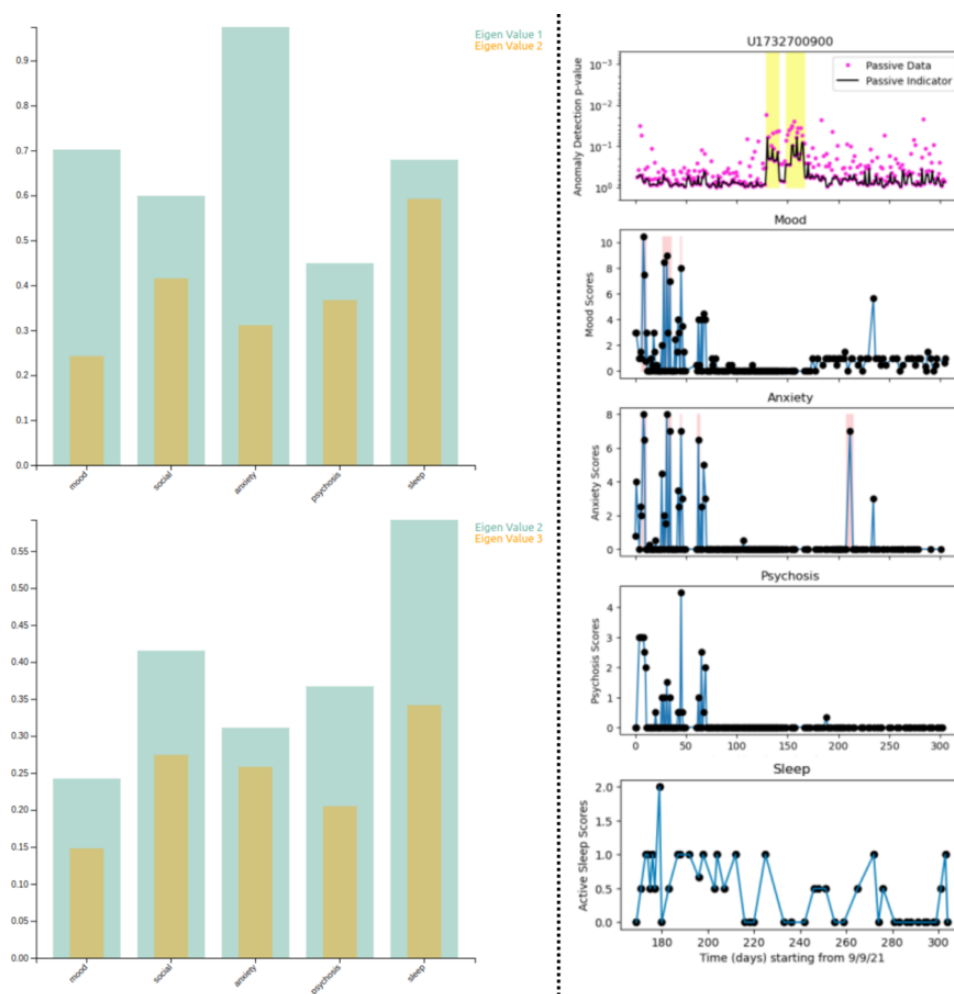 Eigen Value 1
Eigen Value 2
0.9
0.8
0.7
0.6
0.5
0.4
0.3
0.2
0.1
0.0
mood
social
anxiety
psychosis
sleep
Eigen Value 2
Eigen Value 3
0.55
0.50
0.45
0.40
0.35
0.30
0.25
0.20
0.15
0.10
0.05
0.00
mood
social
anxiety
psychosis
sleep
U1732700900
Anomaly Detection p-value
10⁻³
10⁻²
10⁻¹
10⁰
Passive Data
Passive Indicator
Mood
Mood Scores
10
8
6
4
2
0
Anxiety
Anxiety Scores
8
6
4
2
0
Psychosis
Psychosis Scores
4
3
2
1
0
0 50 100 150 200 250 300
Sleep
Active Sleep Scores
2.0
1.5
1.0
0.5
0.0
180 200 220 240 260 280 300
Time (days) starting from 9/9/21